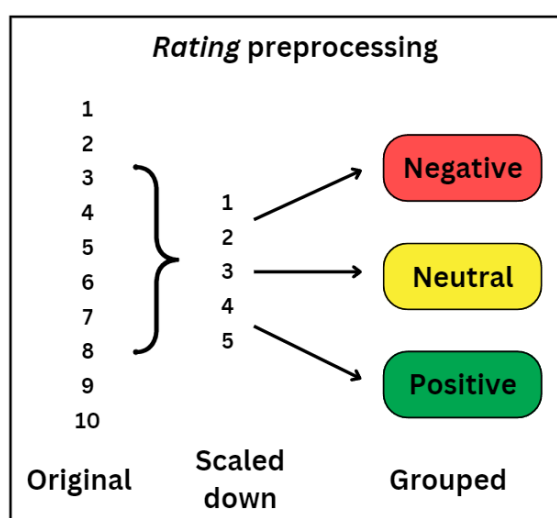 Rating preprocessing
1
2
3
4
5
6
7
8
9
10
1
2
3
4
5
Negative
Neutral
Positive
Original
Scaled
down
Grouped